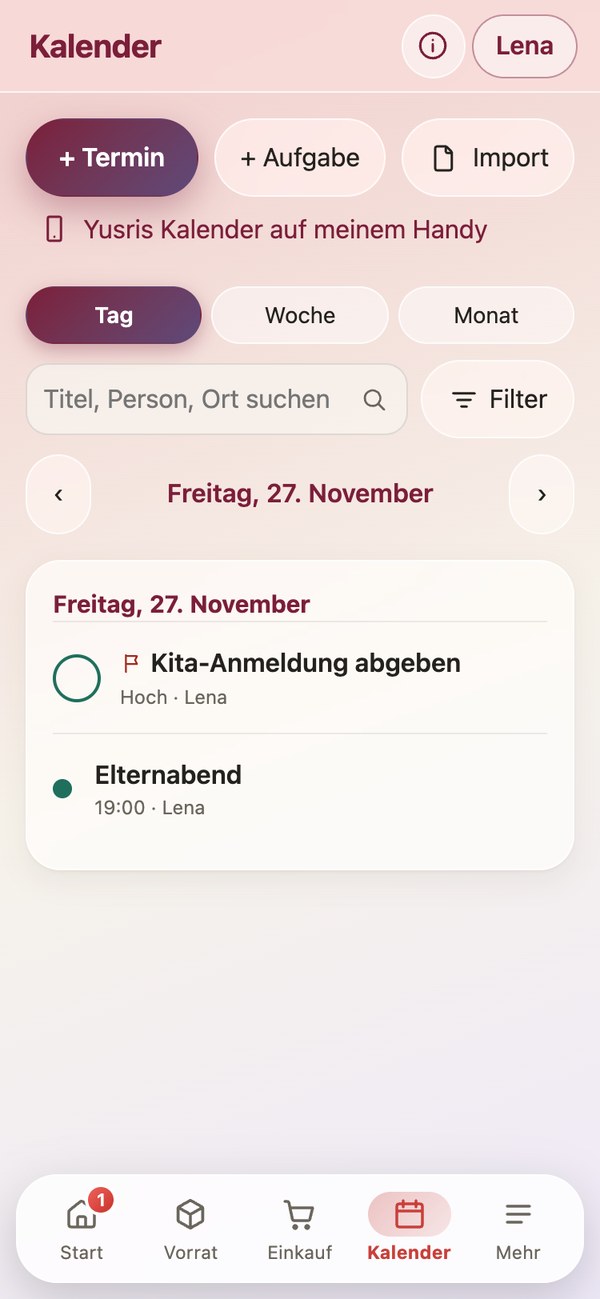 Kalender
Lena
+ Termin
+ Aufgabe
Import
Yusris Kalender auf meinem Handy
Tag
Woche
Monat
Titel, Person, Ort suchen
Filter
‹
Freitag, 27. November
›
Freitag, 27. November
Kita-Anmeldung abgeben
Hoch · Lena
Elternabend
19:00 · Lena
1
Start
Vorrat
Einkauf
Kalender
Mehr